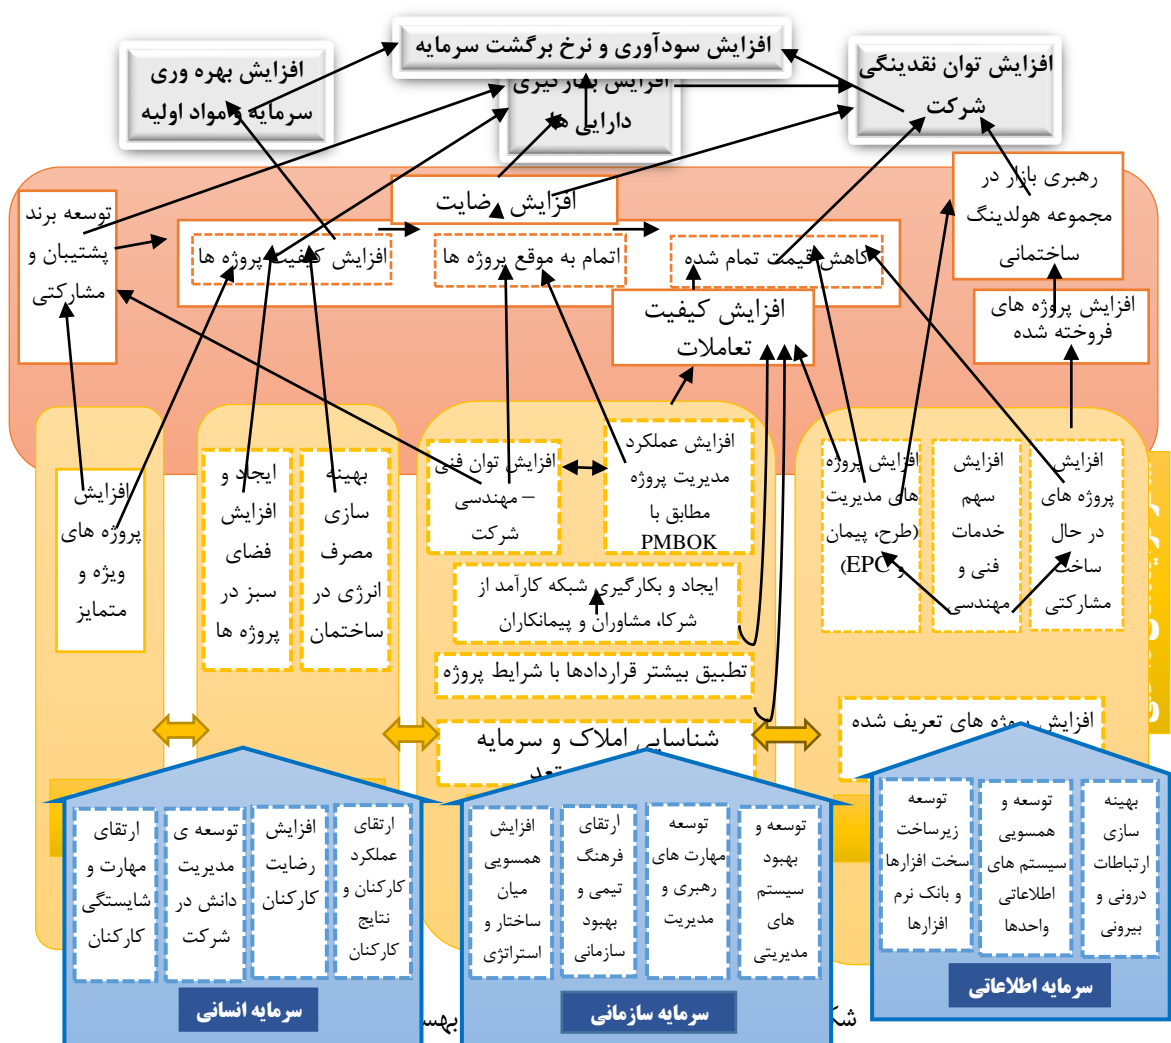 افزایش سودآوری و نرخ برگشت سرمایه
افزایش توان نقدینگی
شرکت
افزایش بکارگیری
دارایی ها
افزایش بهره وری
سرمایه و مواد اولیه
رهبری بازار در
مجموعه هولدینگ
ساختمانی
افزایش پروژه های
فروخته شده
افزایش رضایت
کاهش قیمت تمام شده
اتمام به موقع پروژه ها
افزایش کیفیت پروژه ها
توسعه برند
پشتیبان و
مشارکتی
افزایش کیفیت
تعاملات
افزایش
پروژه های
در حال
ساخت
مشارکتی
افزایش
سهم
خدمات
فنی و
مهندسی
افزایش پروژه
های مدیریت
(طرح، پیمان
و EPC)
افزایش پروژه های تعریف شده
افزایش عملکرد
مدیریت پروژه
مطابق با
PMBOK
افزایش توان فنی
– مهندسی
شرکت
ایجاد و بکارگیری شبکه کارآمد از
شرکا، مشاوران و پیمانکاران
تطبیق بیشتر قراردادها با شرایط پروژه
شناسایی املاک و سرمایه
بهینه
سازی
مصرف
انرژی در
ساختمان
ایجاد و
افزایش
فضای
سبز در
پروژه ها
افزایش
پروژه های
ویژه و
متمایز
بهینه
سازی
ارتباطات
درونی و
بیرونی
توسعه و
همسویی
سیستم های
اطلاعاتی
واحدها
توسعه
زیرساخت
سخت افزارها
و بانک نرم
افزارها
سرمایه اطلاعاتی
توسعه و
بهبود
سیستم
های
مدیریتی
توسعه
مهارت های
رهبری و
مدیریت
ارتقای
فرهنگ
تیمی و
بهبود
سازمانی
افزایش
همسویی
میان
ساختار و
استراتژی
سرمایه سازمانی
ارتقای
عملکرد
کارکنان و
نتایج
کارکنان
افزایش
رضایت
کارکنان
توسعه ی
مدیریت
دانش در
شرکت
ارتقای
مهارت و
شایستگی
کارکنان
سرمایه انسانی